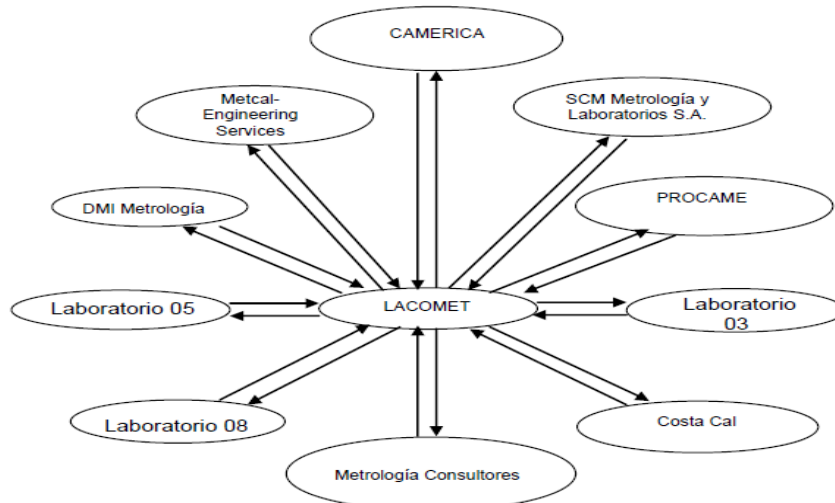 CAMERICA
Metcal-
Engineering
Services
SCM Metrología y
Laboratorios S.A.
DMI Metrología
PROCAME
Laboratorio 05
LACOMET
Laboratorio
03
Laboratorio 08
Costa Cal
Metrología Consultores